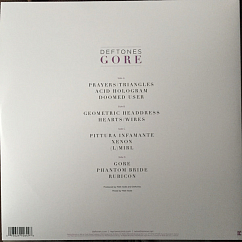 DEFTONES
GORE
PRAYERS/TRIANGLES
ACID HOLOGRAM
DOOMED USER
GEOMETRIC HEADDRESS
HEARTS/WIRES
PITTURA INFAMANTE
XENON
(L)MIRL
GORE
PHANTOM BRIDE
RUBICON